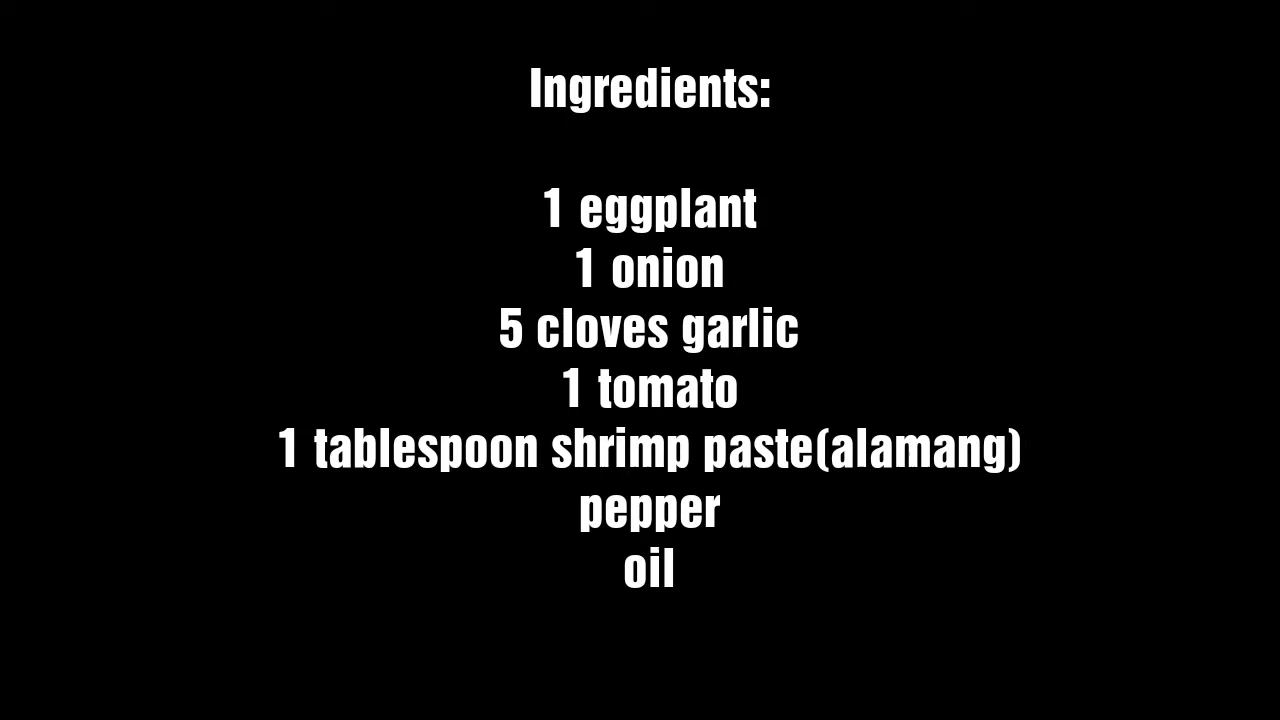 Ingredients:
1 eggplant
1 onion
5 cloves garlic
1 tomato
1 tablespoon shrimp paste(alamang)
pepper
oil